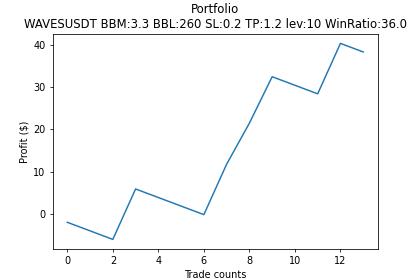 Portfolio
WAVESUSDT BBM:3.3 BBL:260 SL:0.2 TP:1.2 lev:10 WinRatio:36.0
40
30
20
10
0
Profit ($)
0 2 4 6 8 10 12
Trade counts